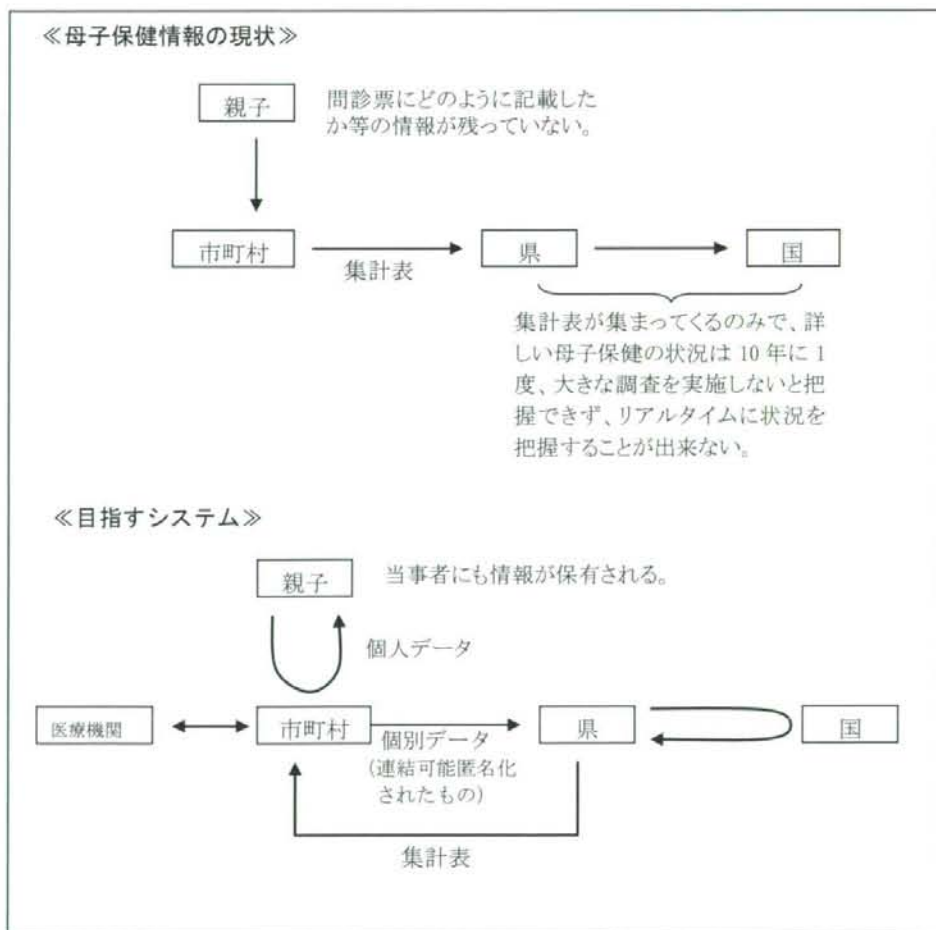 ≪母子保健情報の現状≫
親子
問診票にどのように記載した
か等の情報が残っていない。
市町村
集計表
県
国
集計表が集まってくるのみで、詳
しい母子保健の状況は 10 年に 1
度、大きな調査を実施しないと把
握できず、リアルタイムに状況を
把握することが出来ない。
≪目指すシステム≫
親子
当事者にも情報が保有される。
個人データ
医療機関
市町村
個別データ
(連結可能匿名化
されたもの)
県
国
集計表